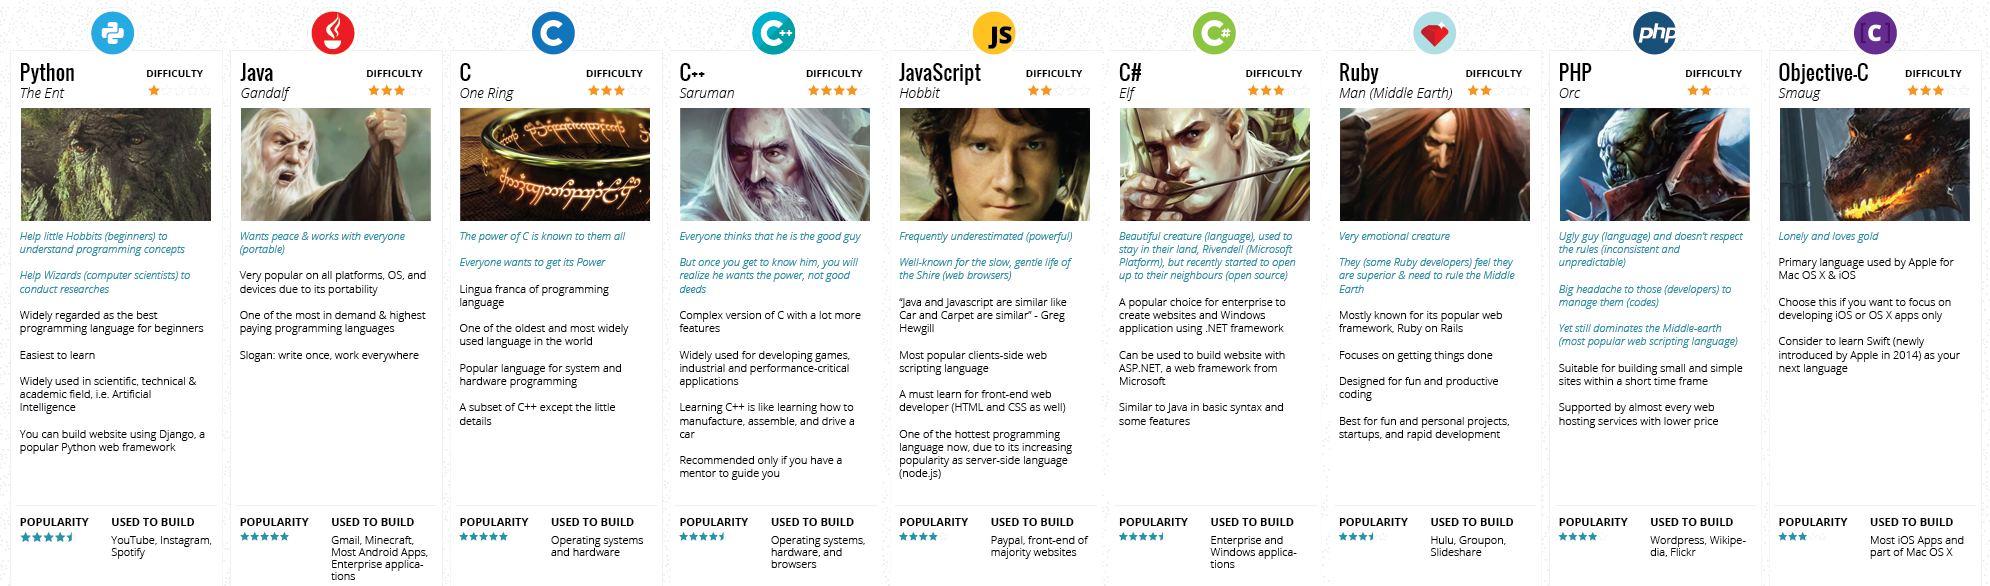 Python
The Ent
DIFFICULTY
Help little Hobbits (beginners) to
understand programming concepts
Help Wizards (computer scientists) to
conduct researches
Widely regarded as the best
programming language for beginners
Easiest to learn
Widely used in scientific, technical &
academic field, i.e. Artificial
Intelligence
You can build website using Django, a
popular Python web framework
POPULARITY
USED TO BUILD
YouTube, Instagram,
Spotify
Java
Gandalf
DIFFICULTY
Wants peace & works with everyone
(portable)
Very popular on all platforms, OS, and
devices due to its portability
One of the most in demand & highest
paying programming languages
Slogan: write once, work everywhere
POPULARITY
USED TO BUILD
Gmail, Minecraft,
Most Android Apps,
Enterprise applica-
tions
C
C
One Ring
DIFFICULTY
The power of C is known to them all
Everyone wants to get its Power
Lingua franca of programming
language
One of the oldest and most widely
used language in the world
Popular language for system and
hardware programming
A subset of C++ except the little
details
POPULARITY
USED TO BUILD
Operating systems
and hardware
C++
C++
Saruman
DIFFICULTY
Everyone thinks that he is the good guy
But once you get to know him, you will
realize he wants the power, not good
deeds
Complex version of C with a lot more
features
Widely used for developing games,
industrial and performance-critical
applications
Learning C++ is like learning how to
manufacture, assemble, and drive a
car
Recommended only if you have a
mentor to guide you
POPULARITY
USED TO BUILD
Operating systems,
hardware, and
browsers
JS
JavaScript
Hobbit
DIFFICULTY
Frequently underestimated (powerful)
Well-known for the slow, gentle life of
the Shire (web browsers)
“Java and Javascript are similar like
Car and Carpet are similar” - Greg
Hewgill
Most popular clients-side web
scripting language
A must learn for front-end web
developer (HTML and CSS as well)
One of the hottest programming
language now, due to its increasing
popularity as server-side language
(node.js)
POPULARITY
USED TO BUILD
Paypal, front-end of
majority websites
C#
C#
Elf
DIFFICULTY
Beautiful creature (language), used to
stay in their land, Rivendell (Microsoft
Platform), but recently started to open
up to their neighbours (open source)
A popular choice for enterprise to
create websites and Windows
application using .NET framework
Can be used to build website with
ASP.NET, a web framework from
Microsoft
Similar to Java in basic syntax and
some features
POPULARITY
USED TO BUILD
Enterprise and
Windows applica-
tions
Ruby
Man (Middle Earth)
DIFFICULTY
Very emotional creature
They (some Ruby developers) feel they
are superior & need to rule the Middle
Earth
Mostly known for its popular web
framework, Ruby on Rails
Focuses on getting things done
Designed for fun and productive
coding
Best for fun and personal projects,
startups, and rapid development
POPULARITY
USED TO BUILD
Hulu, Groupon,
Slideshare
php
PHP
Orc
DIFFICULTY
Ugly guy (language) and doesn’t respect
the rules (inconsistent and
unpredictable)
Big headache to those (developers) to
manage them (codes)
Yet still dominates the Middle-earth
(most popular web scripting language)
Suitable for building small and simple
sites within a short time frame
Supported by almost every web
hosting services with lower price
POPULARITY
USED TO BUILD
Wordpress, Wikipe-
dia, Flickr
[C]
Objective-C
Smaug
DIFFICULTY
Lonely and loves gold
Primary language used by Apple for
Mac OS X & iOS
Choose this if you want to focus on
developing iOS or OS X apps only
Consider to learn Swift (newly
introduced by Apple in 2014) as your
next language
POPULARITY
USED TO BUILD
Most iOS Apps and
part of Mac OS X